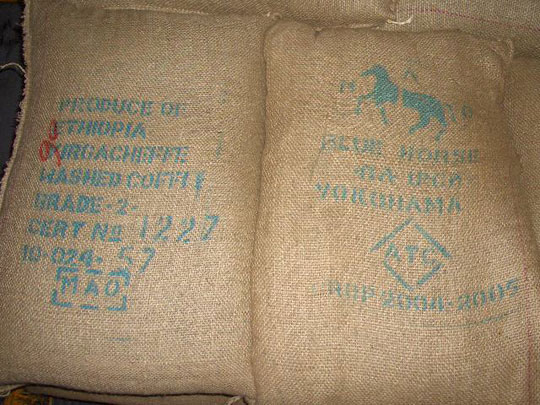 PRODUCE OF
ETHIOPIA
YIRGACHEFFE
WASHED COFFEE
GRADE-2-
CERT No 1227
10-024-57
MAO
M A O
BLUE HORSE
YOKOHAMA
ATC
CROP 2004-2005